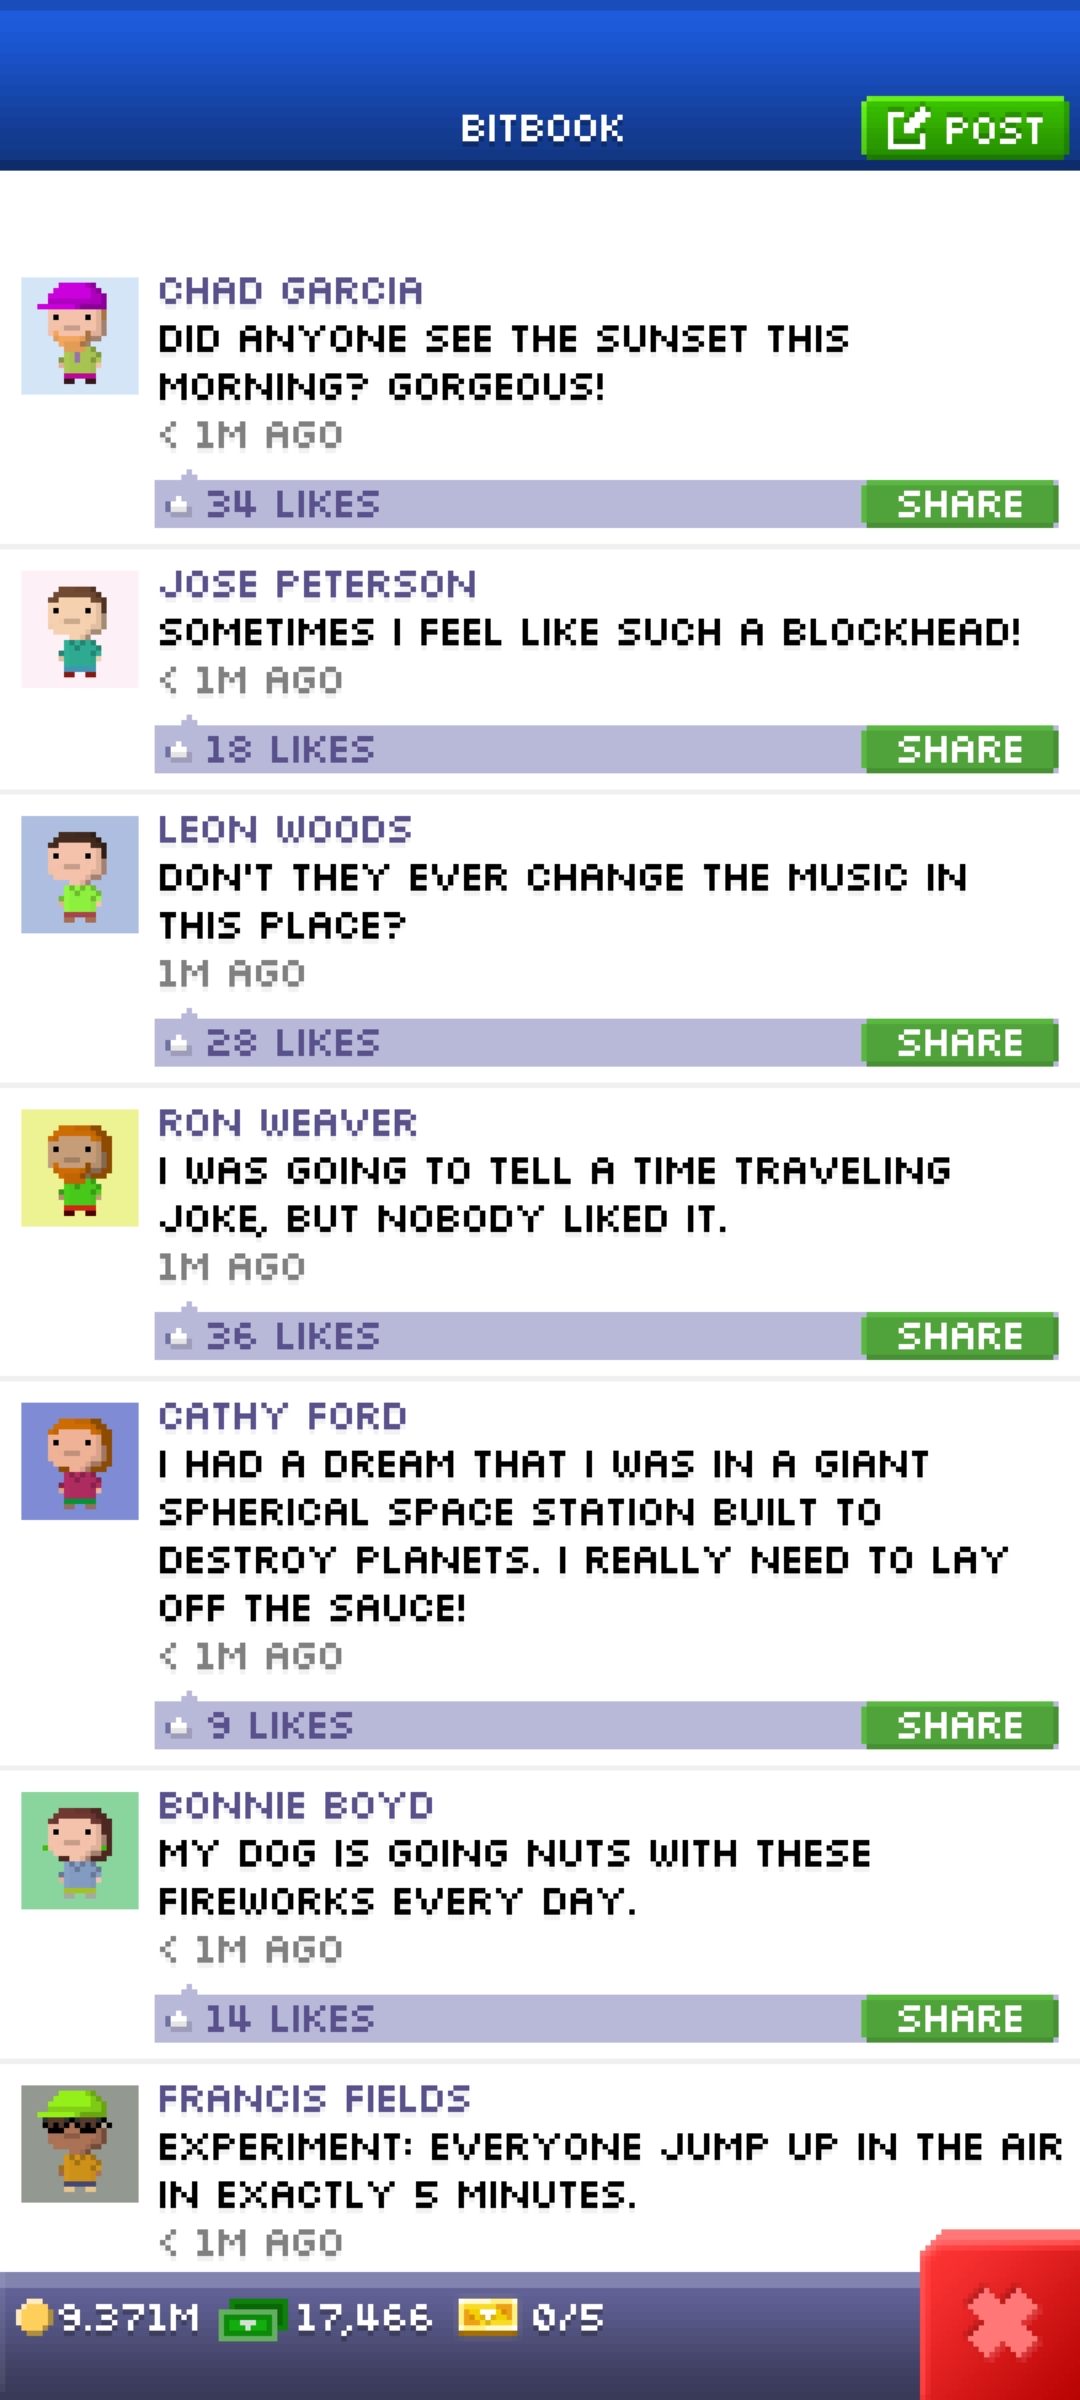 BITBOOK
POST
CHAD GARCIA
DID ANYONE SEE THE SUNSET THIS
MORNING? GORGEOUS!
< 1M AGO
34 LIKES
SHARE
JOSE PETERSON
SOMETIMES I FEEL LIKE SUCH A BLOCKHEAD!
< 1M AGO
18 LIKES
SHARE
LEON WOODS
DON'T THEY EVER CHANGE THE MUSIC IN
THIS PLACE?
1M AGO
28 LIKES
SHARE
RON WEAVER
I WAS GOING TO TELL A TIME TRAVELING
JOKE, BUT NOBODY LIKED IT.
1M AGO
36 LIKES
SHARE
CATHY FORD
I HAD A DREAM THAT I WAS IN A GIANT
SPHERICAL SPACE STATION BUILT TO
DESTROY PLANETS. I REALLY NEED TO LAY
OFF THE SAUCE!
< 1M AGO
9 LIKES
SHARE
BONNIE BOYD
MY DOG IS GOING NUTS WITH THESE
FIREWORKS EVERY DAY.
< 1M AGO
14 LIKES
SHARE
FRANCIS FIELDS
EXPERIMENT: EVERYONE JUMP UP IN THE AIR
IN EXACTLY 5 MINUTES.
< 1M AGO
9.371M
17,466
0/5